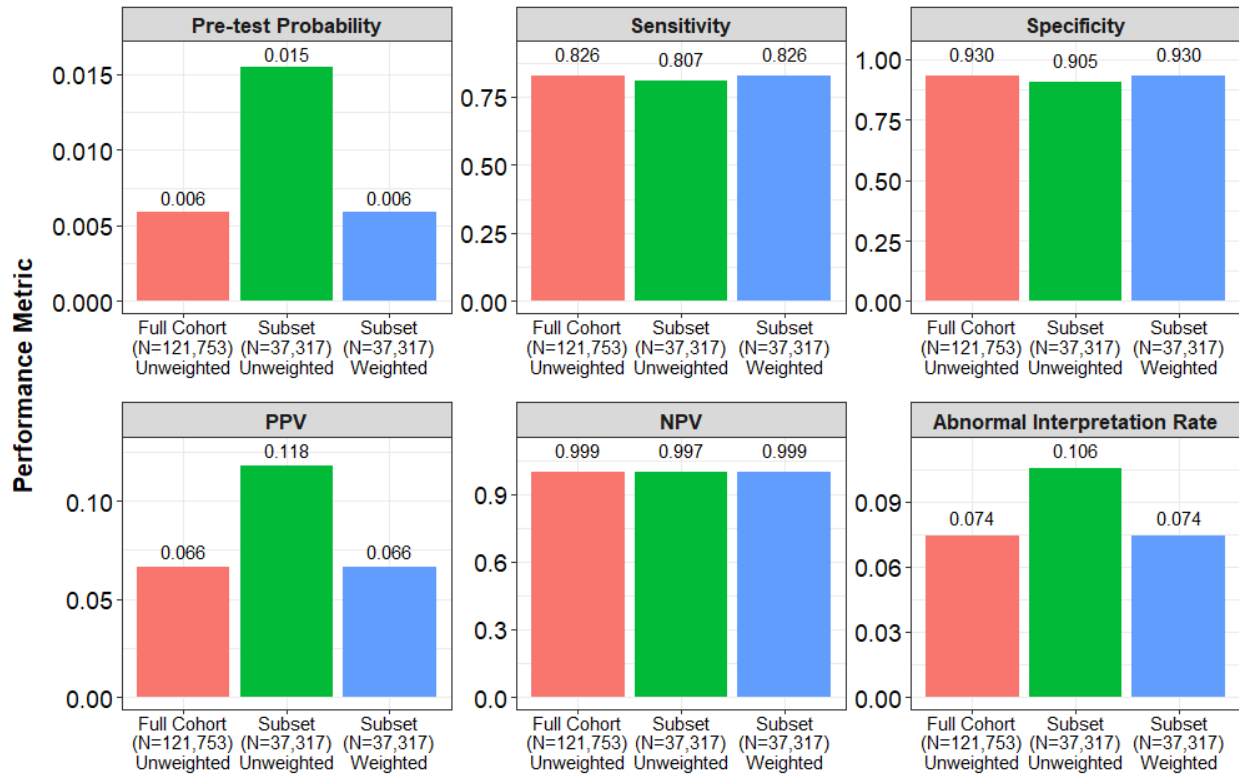 Performance Metric
Pre-test Probability
0.015
0.010
0.005
0.000
0.006
0.015
0.006
Full Cohort
(N=121,753)
Unweighted
Subset
(N=37,317)
Unweighted
Subset
(N=37,317)
Weighted
Sensitivity
0.75
0.50
0.25
0.00
0.826
0.807
0.826
Full Cohort
(N=121,753)
Unweighted
Subset
(N=37,317)
Unweighted
Subset
(N=37,317)
Weighted
Specificity
1.00
0.75
0.50
0.25
0.00
0.930
0.905
0.930
Full Cohort
(N=121,753)
Unweighted
Subset
(N=37,317)
Unweighted
Subset
(N=37,317)
Weighted
PPV
0.10
0.05
0.00
0.066
0.118
0.066
Full Cohort
(N=121,753)
Unweighted
Subset
(N=37,317)
Unweighted
Subset
(N=37,317)
Weighted
NPV
0.9
0.6
0.3
0.0
0.999
0.997
0.999
Full Cohort
(N=121,753)
Unweighted
Subset
(N=37,317)
Unweighted
Subset
(N=37,317)
Weighted
Abnormal Interpretation Rate
0.09
0.06
0.03
0.00
0.074
0.106
0.074
Full Cohort
(N=121,753)
Unweighted
Subset
(N=37,317)
Unweighted
Subset
(N=37,317)
Weighted